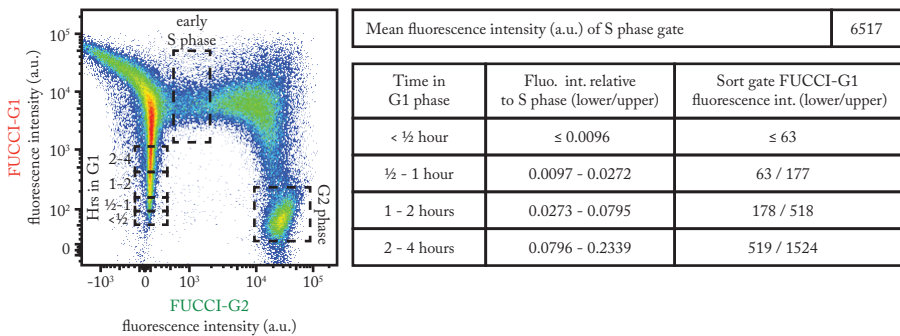 early
S phase
10⁵
10⁴
10³
10²
0
FUCCI-G1
fluorescence intensity (a.u.)
Hrs in G1
2-4
1-2
½-1
<½
G2 phase
-10³ 0 10³ 10⁴ 10⁵
FUCCI-G2
fluorescence intensity (a.u.)
Mean fluorescence intensity (a.u.) of S phase gate 6517
Time in G1 phase Fluo. int. relative to S phase (lower/upper) Sort gate FUCCI-G1 fluorescence int. (lower/upper)
< ½ hour ≤ 0.0096 ≤ 63
½ - 1 hour 0.0097 - 0.0272 63 / 177
1 - 2 hours 0.0273 - 0.0795 178 / 518
2 - 4 hours 0.0796 - 0.2339 519 / 1524